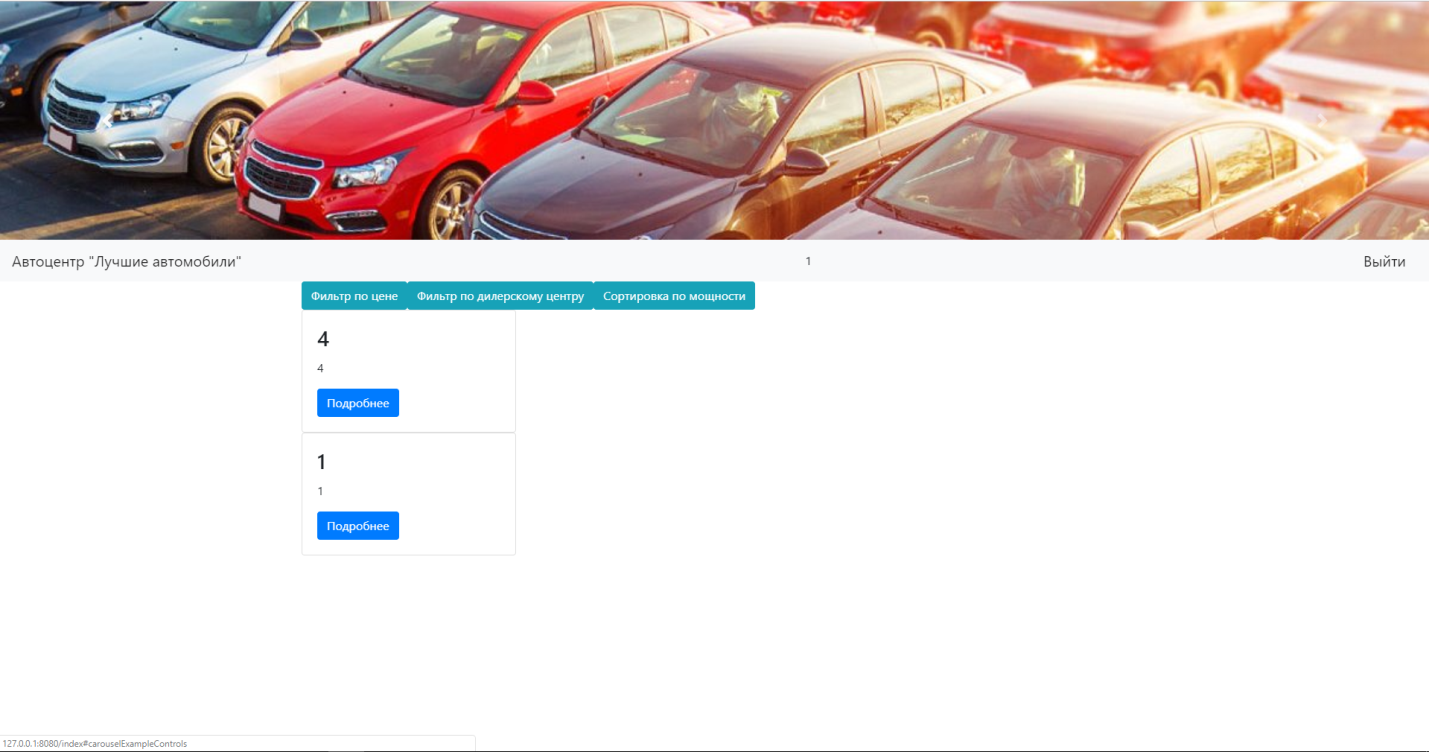 Автоцентр "Лучшие автомобили" 1 Выйти
Фильтр по цене Фильтр по дилерскому центру Сортировка по мощности
4
4
Подробнее
1
1
Подробнее
127.0.0.1:8080/index#carouselExampleControls